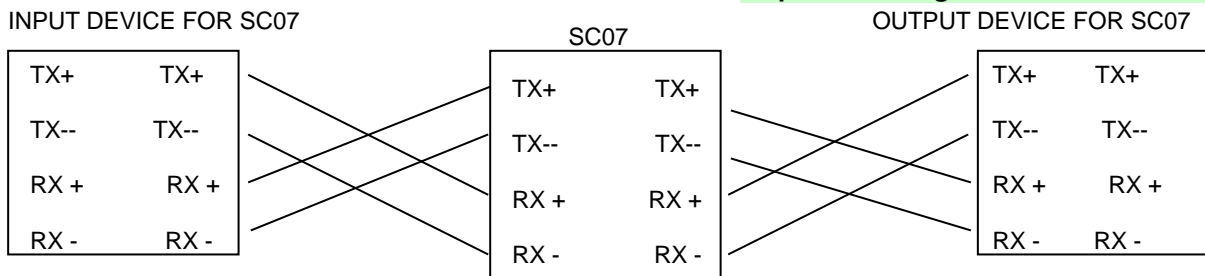 INPUT DEVICE FOR SC07
SC07
OUTPUT DEVICE FOR SC07
TX+ TX+
TX-- TX--
RX + RX +
RX - RX -
TX+ TX+
TX-- TX--
RX + RX +
RX - RX -
TX+ TX+
TX-- TX--
RX + RX +
RX - RX -